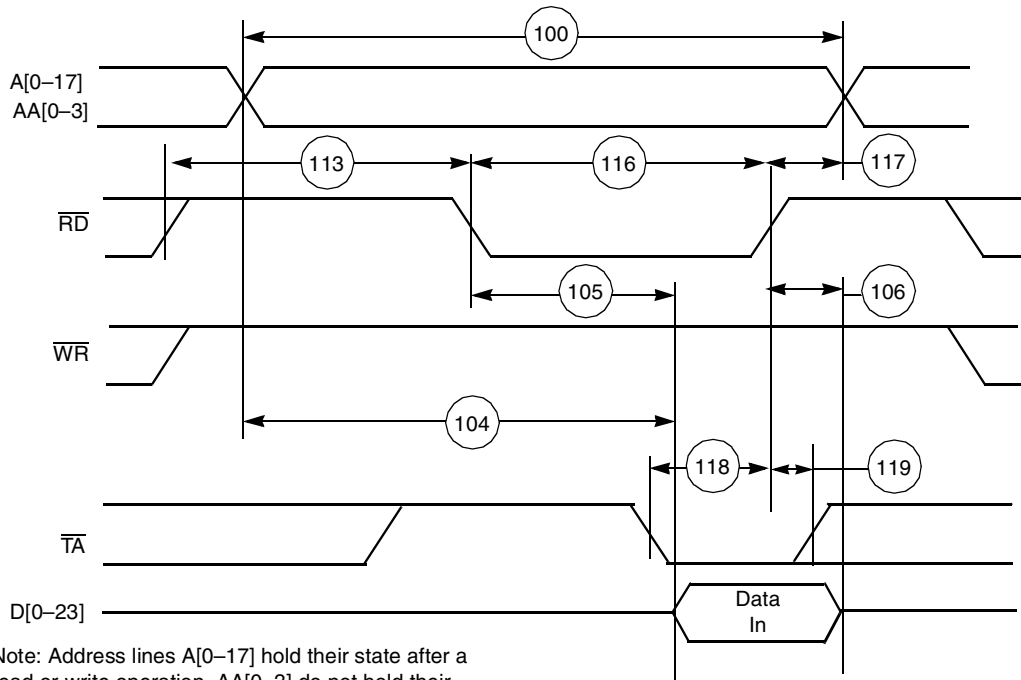 100
A[0–17]
AA[0–3]
113
116
117
RD
105
106
WR
104
118
119
TA
D[0–23]
Data
In
Note: Address lines A[0–17] hold their state after a
read or write operation. AA[0–3] do not hold their